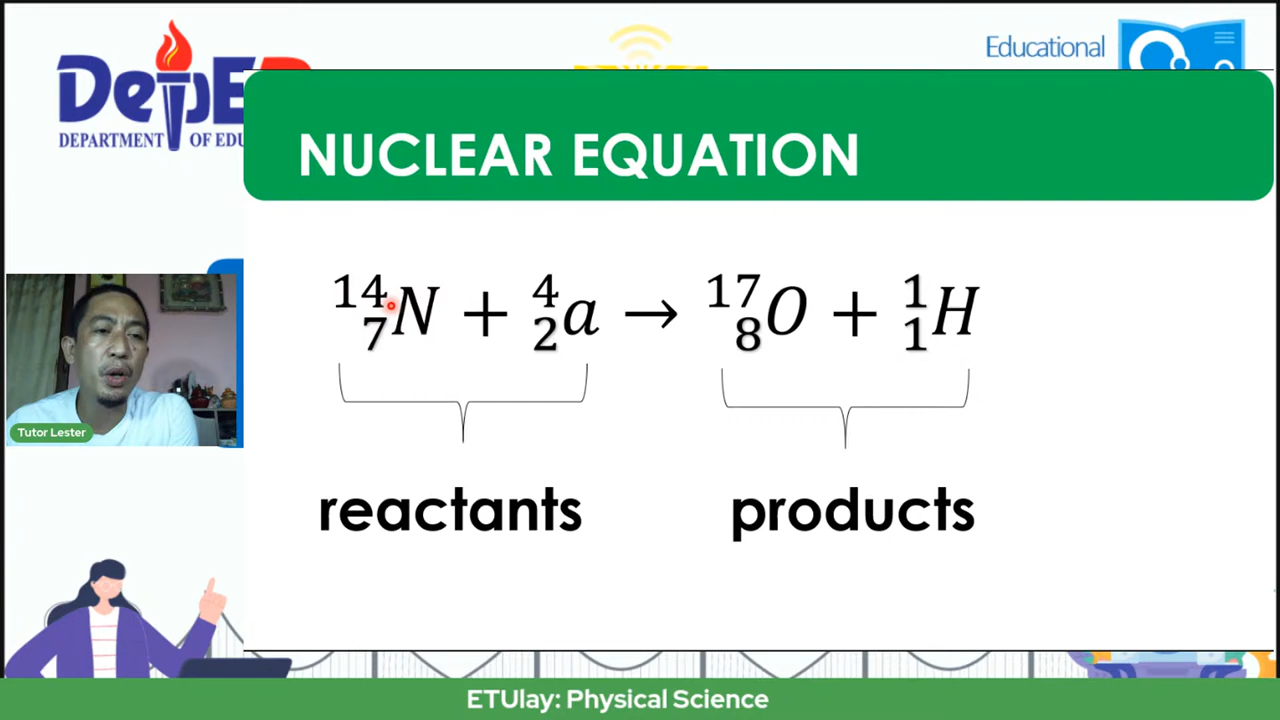 DepED
DEPARTMENT OF EDU
Educational
NUCLEAR EQUATION
¹⁴₇N + ⁴₂a → ¹⁷₈O + ¹₁H
reactants products
Tutor Lester
ETUlay: Physical Science